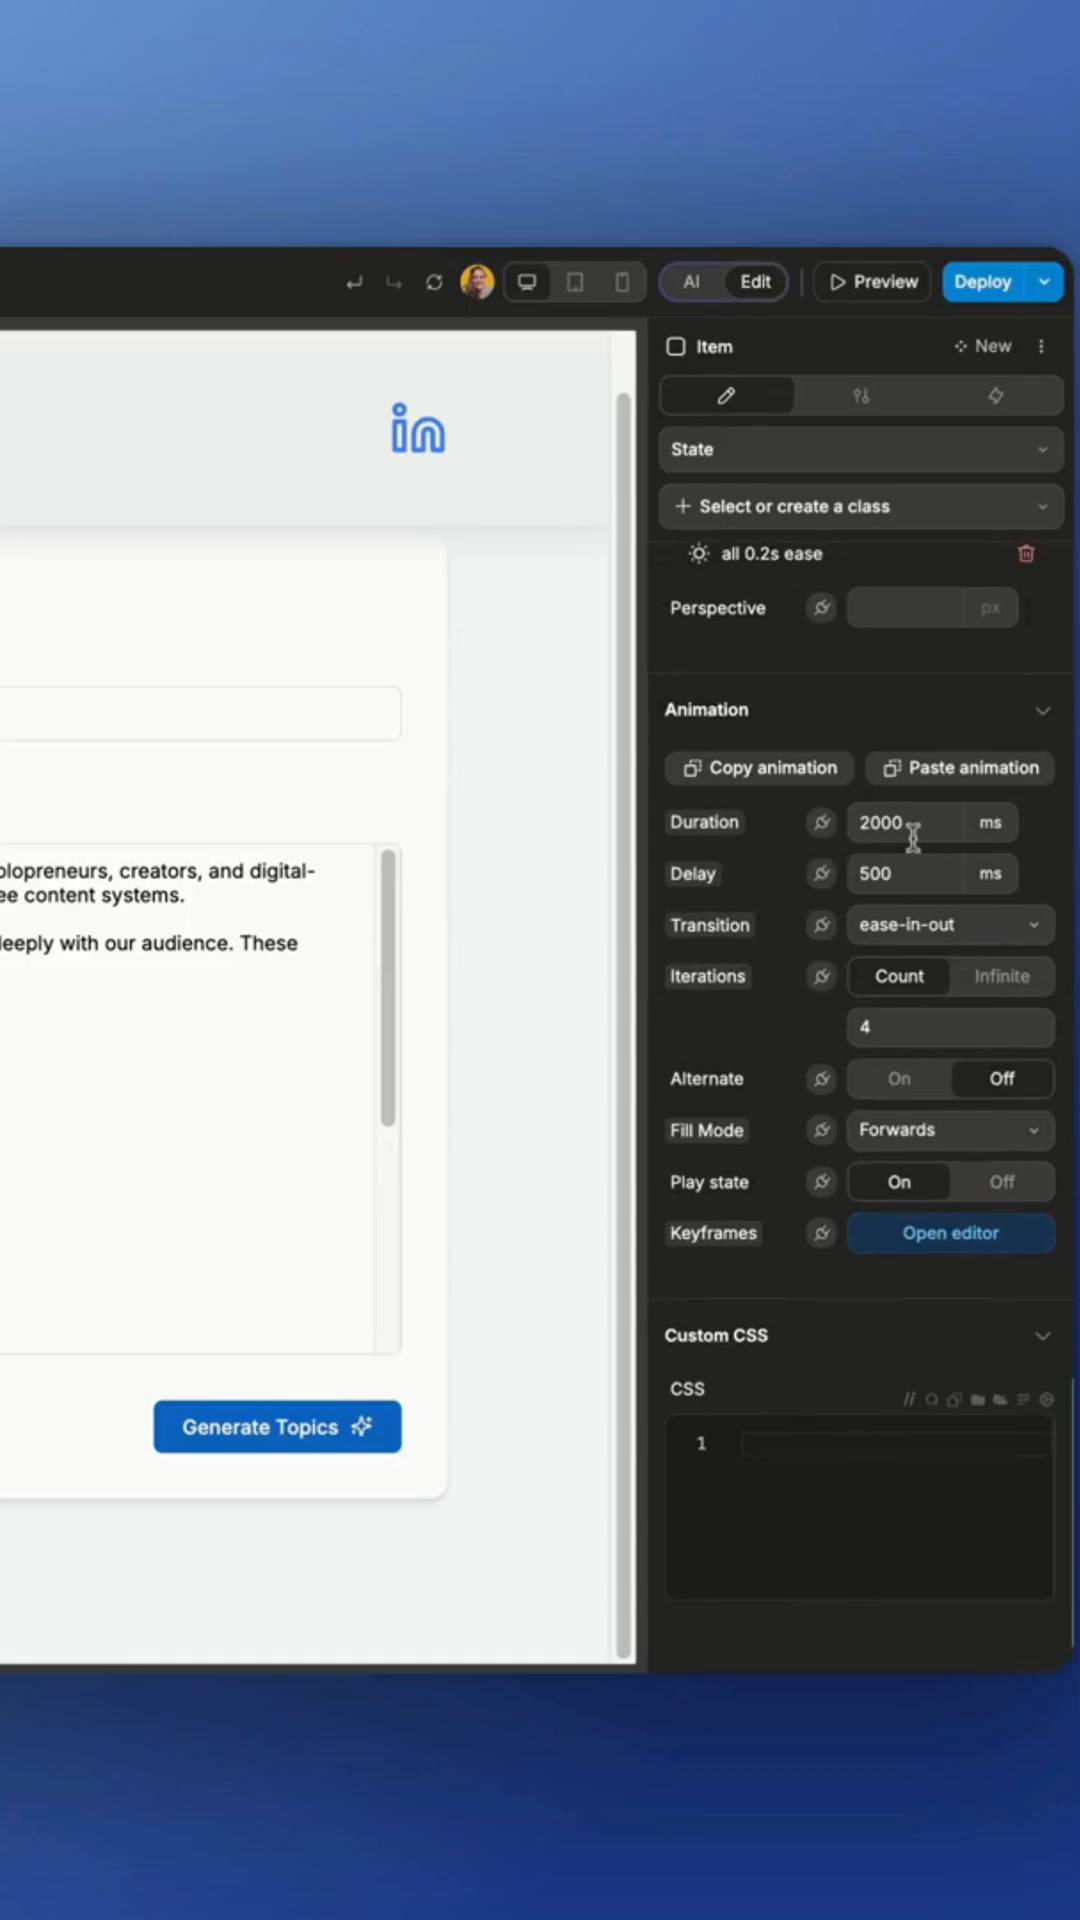 AI
Edit
Preview
Deploy
Item
New
in
State
Select or create a class
all 0.2s ease
Perspective
px
Animation
Copy animation
Paste animation
Duration
2000
ms
Delay
500
ms
Transition
ease-in-out
Iterations
Count
Infinite
4
Alternate
On
Off
Fill Mode
Forwards
Play state
On
Off
Keyframes
Open editor
Custom CSS
CSS
//
1
olopreneurs, creators, and digital-
ee content systems.
leeply with our audience. These
Generate Topics